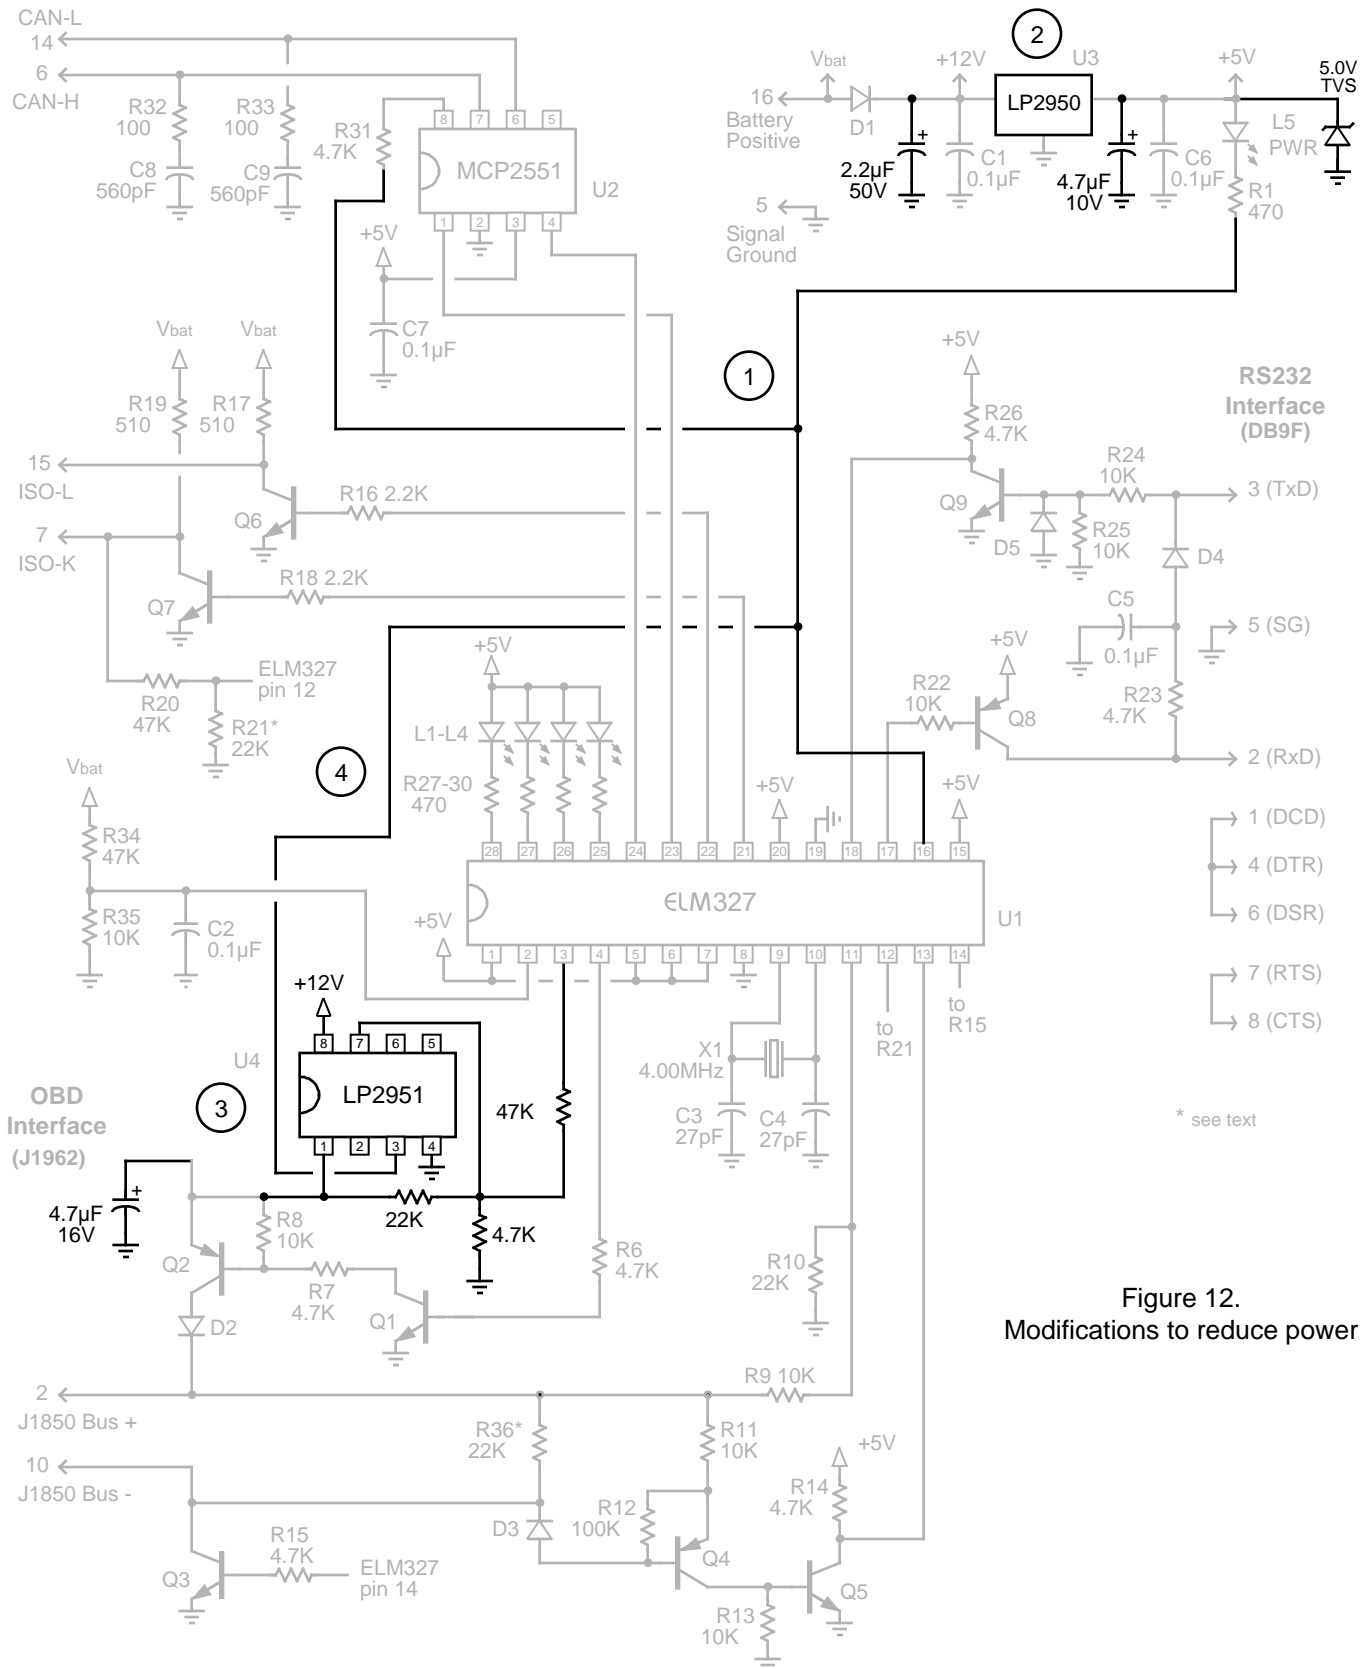 CAN-L
14
6
CAN-H
R32
100
R33
100
C8
560pF
C9
560pF
R31
4.7K
8 7 6 5
MCP2551
U2
1 2 3 4
+5V
C7
0.1µF
2
Vbat
+12V
U3
LP2950
+5V
5.0V
TVS
16
Battery
Positive
D1
2.2µF
50V
+
C1
0.1µF
4.7µF
10V
+
C6
0.1µF
L5
PWR
R1
470
5
Signal
Ground
1
Vbat
Vbat
R19
510
R17
510
15
ISO-L
7
ISO-K
Q6
R16 2.2K
Q7
R18 2.2K
R20
47K
ELM327
pin 12
R21*
22K
+5V
R26
4.7K
RS232
Interface
(DB9F)
R24
10K
3 (TxD)
Q9
D5
R25
10K
D4
C5
0.1µF
5 (SG)
+5V
R22
10K
Q8
R23
4.7K
2 (RxD)
1 (DCD)
4 (DTR)
6 (DSR)
7 (RTS)
8 (CTS)
* see text
4
+5V
L1-L4
R27-30
470
+5V
+5V
Vbat
R34
47K
R35
10K
C2
0.1µF
28 27 26 25 24 23 22 21 20 19 18 17 16 15
ELM327
U1
+5V
1 2 3 4 5 6 7 8 9 10 11 12 13 14
to
R21
to
R15
X1
4.00MHz
C3
27pF
C4
27pF
+12V
U4
8 7 6 5
LP2951
1 2 3 4
3
47K
22K
4.7K
OBD
Interface
(J1962)
4.7µF
16V
+
R8
10K
Q2
R7
4.7K
Q1
R6
4.7K
D2
R10
22K
R9 10K
2
J1850 Bus +
10
J1850 Bus -
R36*
22K
R11
10K
+5V
R14
4.7K
R12
100K
D3
Q4
Q5
R13
10K
Q3
R15
4.7K
ELM327
pin 14
Figure 12.
Modifications to reduce power